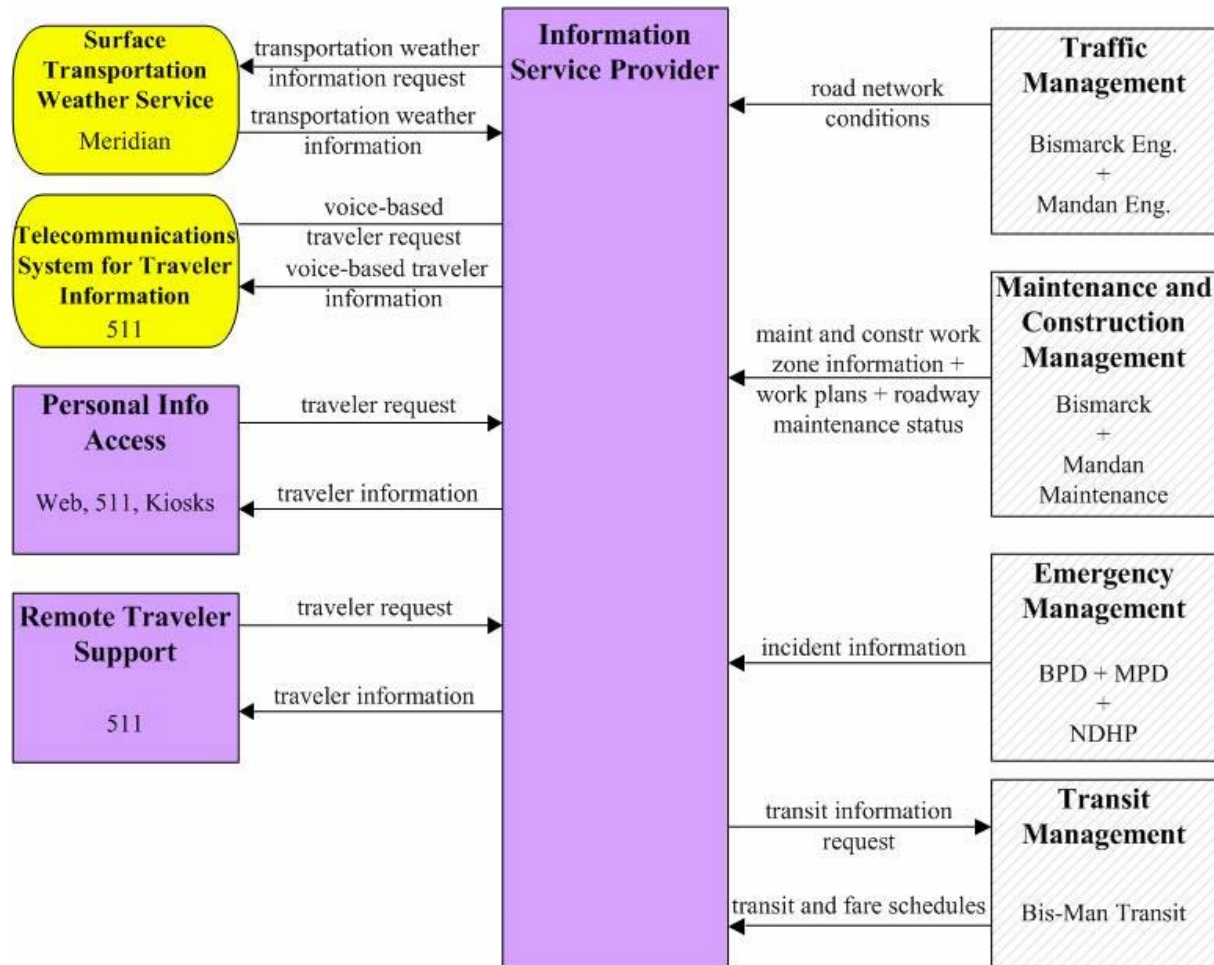 Surface
Transportation
Weather Service
Meridian
transportation weather
information request
transportation weather
information
Telecommunications
System for Traveler
Information
511
voice-based
traveler request
voice-based traveler
information
Personal Info
Access
Web, 511, Kiosks
traveler request
traveler information
Remote Traveler
Support
511
traveler request
traveler information
Information
Service Provider
road network
conditions
Traffic
Management
Bismarck Eng.
+
Mandan Eng.
maint and constr work
zone information +
work plans + roadway
maintenance status
Maintenance and
Construction
Management
Bismarck
+
Mandan
Maintenance
incident information
Emergency
Management
BPD + MPD
+
NDHP
transit information
request
transit and fare schedules
Transit
Management
Bis-Man Transit